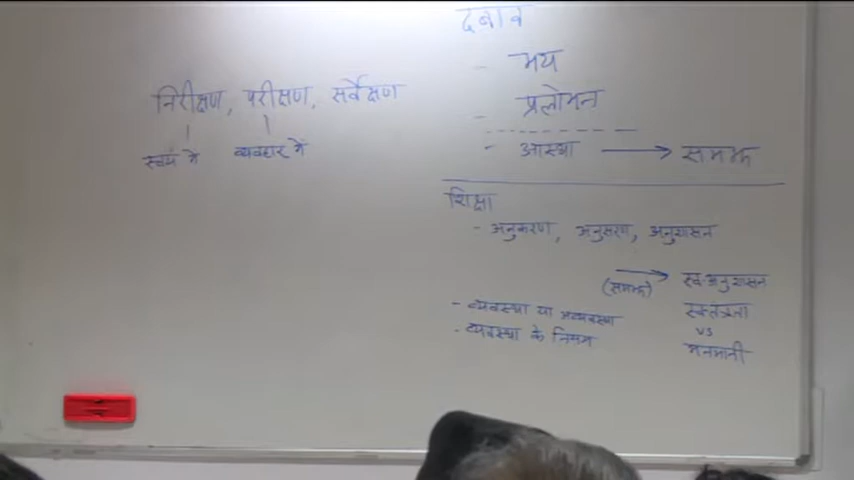 निरीक्षण, परीक्षण, सर्वेक्षण
स्वयं में व्यवहार में
दबाव
- भय
- प्रलोभन
- आस्था → समझ
शिक्षा
- अनुकरण, अनुसरण, अनुशासन
(समझ) → स्व-अनुशासन
- व्यवस्था या अव्यवस्था
- व्यवस्था के नियम
स्वतंत्रता
vs
मनमानी